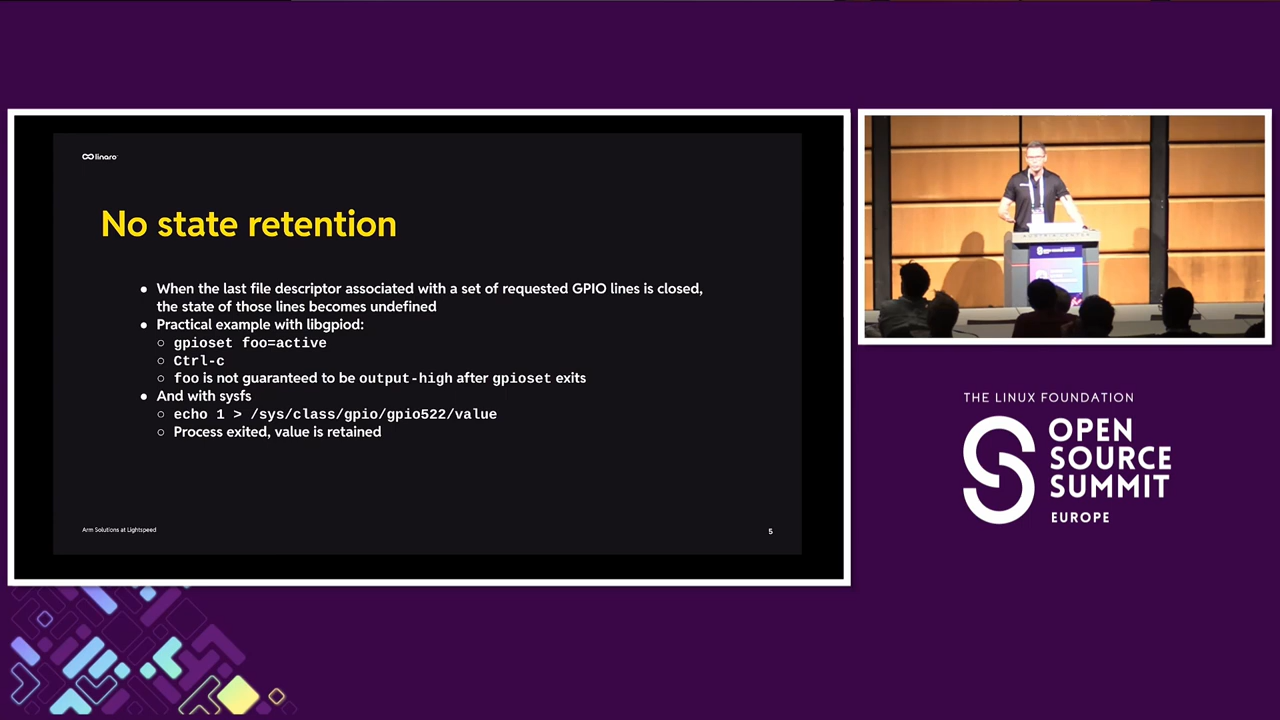 linaro
No state retention
● When the last file descriptor associated with a set of requested GPIO lines is closed,
the state of those lines becomes undefined
● Practical example with libgpiod:
○ gpioset foo=active
○ Ctrl-c
○ foo is not guaranteed to be output-high after gpioset exits
● And with sysfs
○ echo 1 > /sys/class/gpio/gpio522/value
○ Process exited, value is retained
Arm Solutions at Lightspeed
5
THE LINUX FOUNDATION
OPEN
SOURCE
SUMMIT
EUROPE